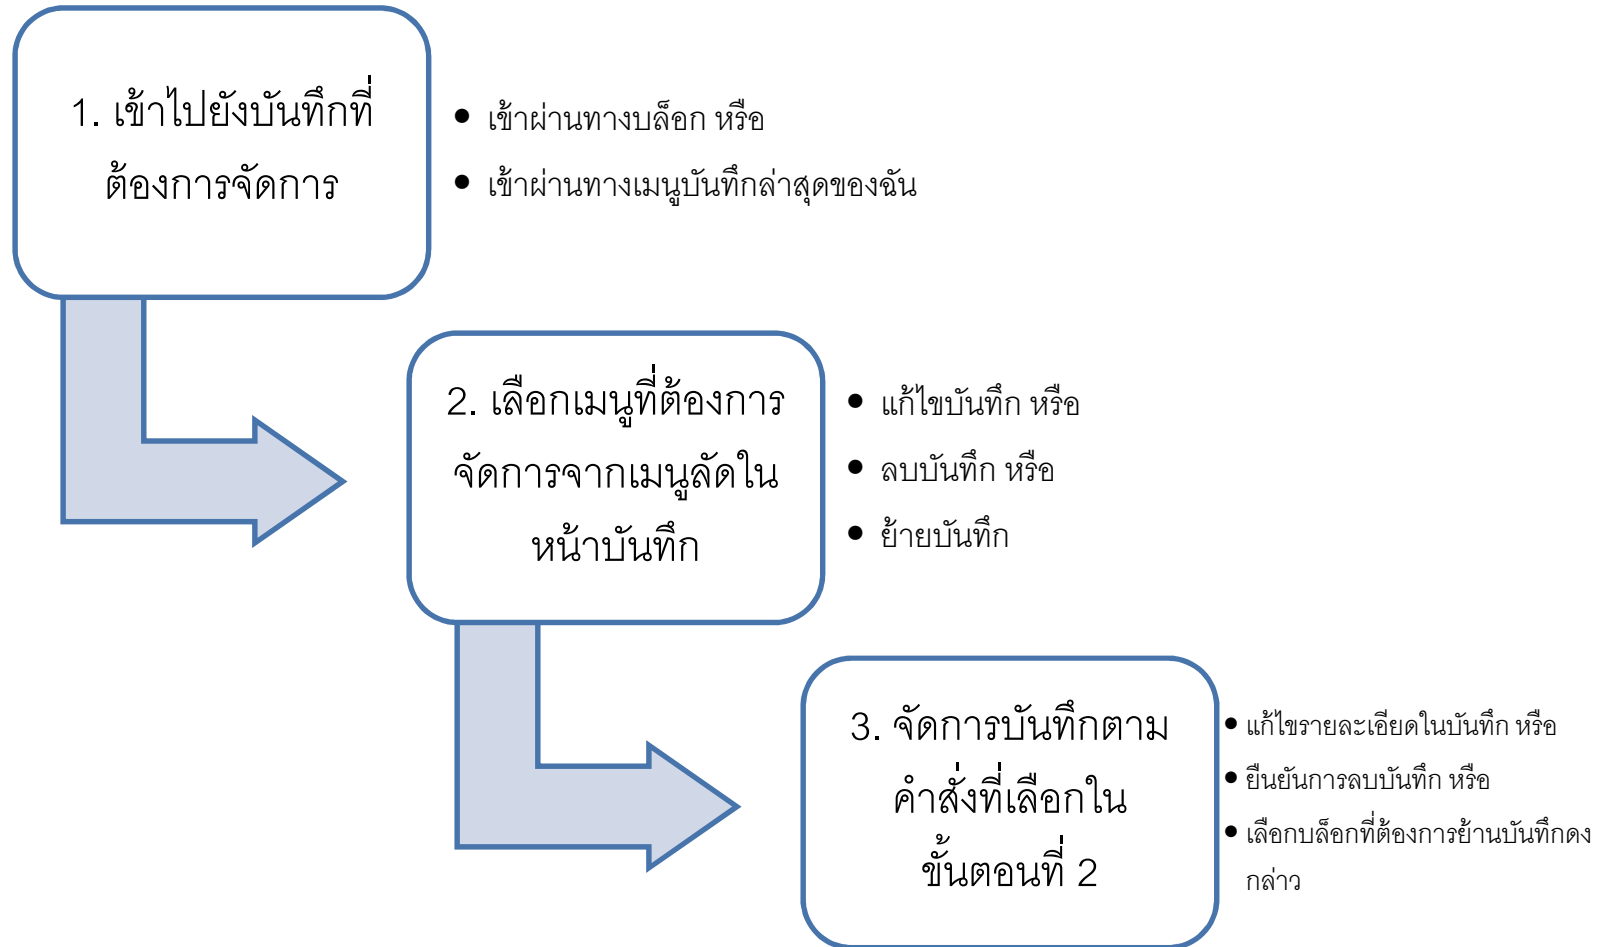 1. เข้าไปยังบันทึกที่
ต้องการจัดการ
• เข้าผ่านทางบล็อก หรือ
• เข้าผ่านทางเมนูบันทึกล่าสุดของฉัน
2. เลือกเมนูที่ต้องการ
จัดการจากเมนูลัดใน
หน้าบันทึก
• แก้ไขบันทึก หรือ
• ลบบันทึก หรือ
• ย้ายบันทึก
3. จัดการบันทึกตาม
คำสั่งที่เลือกใน
ขั้นตอนที่ 2
• แก้ไขรายละเอียดในบันทึก หรือ
• ยืนยันการลบบันทึก หรือ
• เลือกบล็อกที่ต้องการย้านบันทึกดง
กล่าว